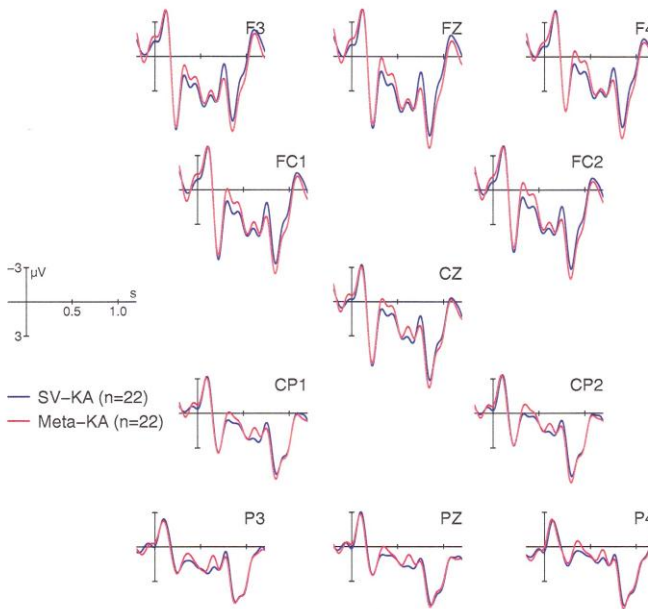 F3
FZ
F4
FC1
FC2
-3
μV
s
0.5
1.0
3
CZ
SV-KA (n=22)
Meta-KA (n=22)
CP1
CP2
P3
PZ
P4